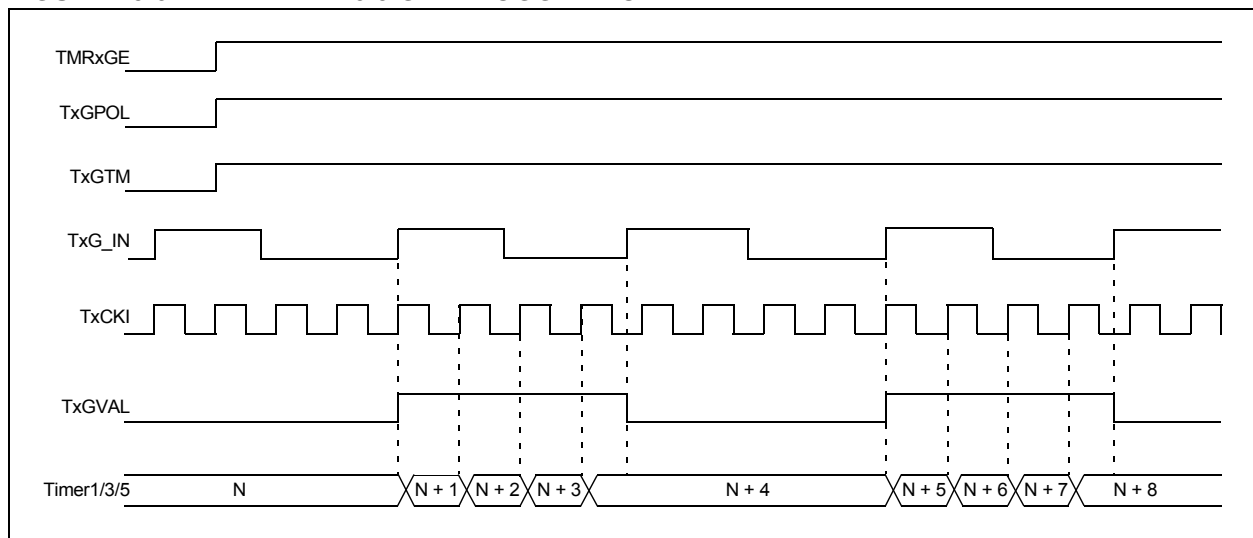 TMRxGE
TxGPOL
TxGTM
TxG_IN
TxCKI
TxGVAL
Timer1/3/5 N N + 1 N + 2 N + 3 N + 4 N + 5 N + 6 N + 7 N + 8